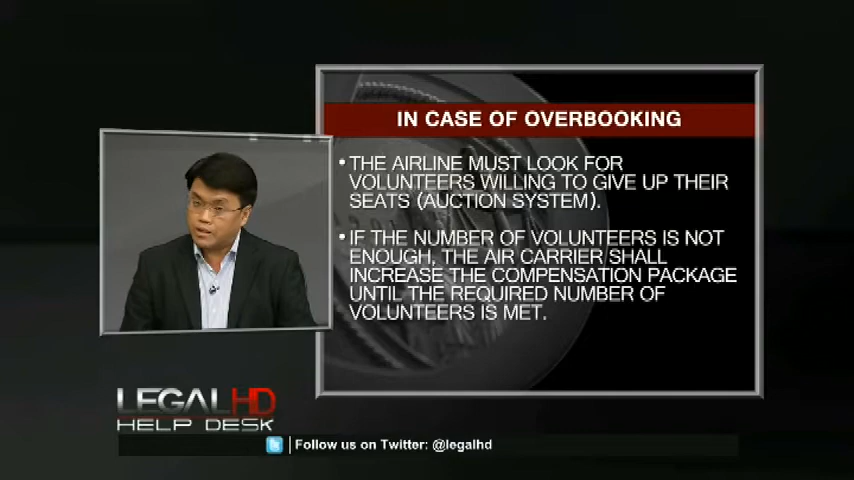 IN CASE OF OVERBOOKING
• THE AIRLINE MUST LOOK FOR
VOLUNTEERS WILLING TO GIVE UP THEIR
SEATS (AUCTION SYSTEM).
• IF THE NUMBER OF VOLUNTEERS IS NOT
ENOUGH, THE AIR CARRIER SHALL
INCREASE THE COMPENSATION PACKAGE
UNTIL THE REQUIRED NUMBER OF
VOLUNTEERS IS MET.
LEGALHD
HELP DESK
Follow us on Twitter: @legalhd